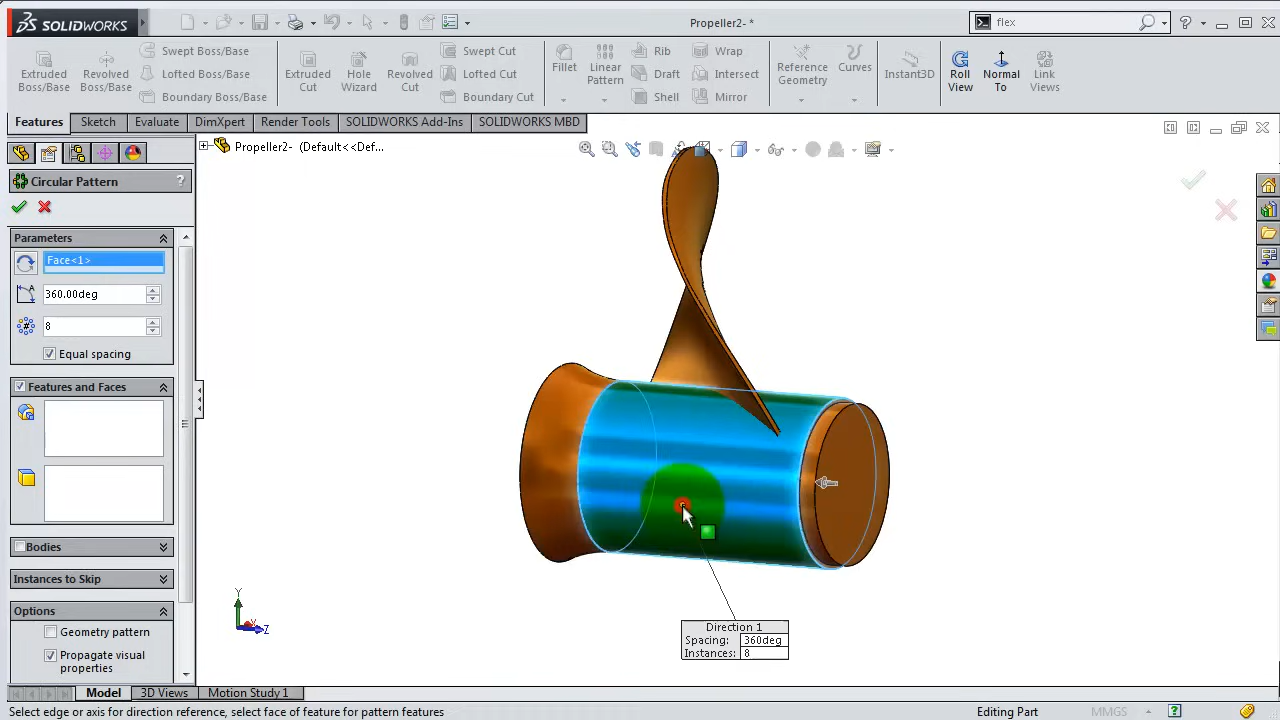 SOLIDWORKS
Propeller2- *
flex
Extruded Boss/Base
Revolved Boss/Base
Swept Boss/Base
Lofted Boss/Base
Boundary Boss/Base
Extruded Cut
Hole Wizard
Revolved Cut
Swept Cut
Lofted Cut
Boundary Cut
Fillet
Linear Pattern
Rib
Draft
Shell
Wrap
Intersect
Mirror
Reference Geometry
Curves
Instant3D
Roll View
Normal To
Link Views
Features
Sketch
Evaluate
DimXpert
Render Tools
SOLIDWORKS Add-Ins
SOLIDWORKS MBD
Propeller2- (Default<<Def...
Circular Pattern
?
Parameters
Face<1>
360.00deg
8
Equal spacing
Features and Faces
Bodies
Instances to Skip
Options
Geometry pattern
Propagate visual
properties
Y
Z
Direction 1
Spacing: 360deg
Instances: 8
Model
3D Views
Motion Study 1
Select edge or axis for direction reference, select face of feature for pattern features
Editing Part
MMGS